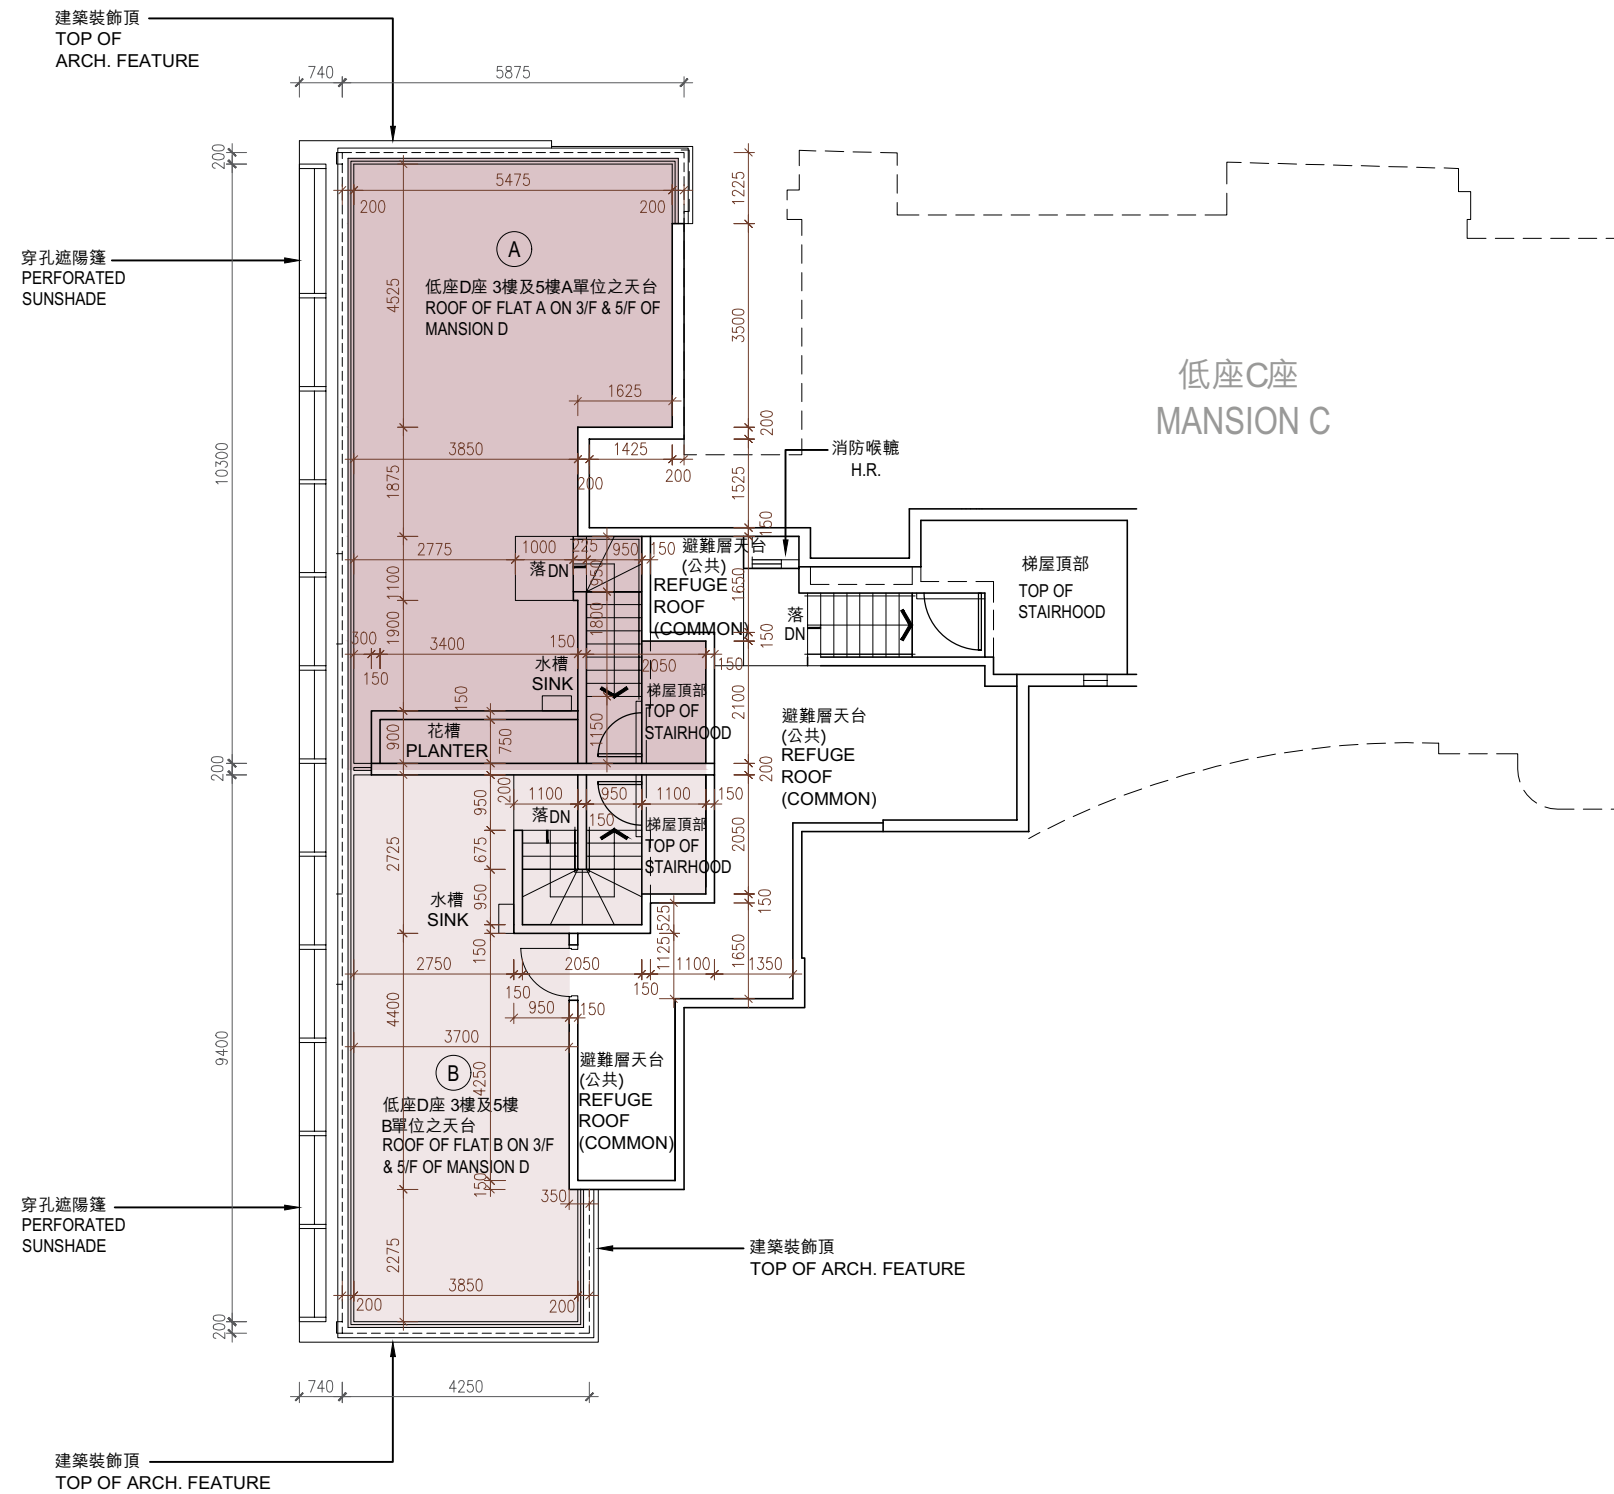 建築裝飾頂
TOP OF
ARCH. FEATURE
740
5875
200
5475
200
200
1225
穿孔遮陽篷
PERFORATED
SUNSHADE
A
低座D座 3樓及5樓A單位之天台
ROOF OF FLAT A ON 3/F & 5/F OF
MANSION D
4525
3500
低座C座
MANSION C
1625
200
10300
1875
3850
1425
200
200
1525
消防喉轆
H.R.
150
2775
1000
225
950
150
避難層天台
(公共)
REFUGE
ROOF
(COMMON)
1650
落DN
950
1100
1800
梯屋頂部
TOP OF
STAIRHOOD
落
DN
150
300
1900
3400
150
2050
150
150
水槽
SINK
150
梯屋頂部
TOP OF
STAIRHOOD
2100
避難層天台
(公共)
REFUGE
ROOF
(COMMON)
900
花槽
PLANTER
750
1150
200
200
200
950
1100
950
1100
150
落DN
150
梯屋頂部
TOP OF
STAIRHOOD
2050
2725
675
水槽
SINK
950
150
525
150
1125
1650
2750
2050
1100
1350
150
150
950
150
4400
9400
3700
B
4250
避難層天台
(公共)
REFUGE
ROOF
(COMMON)
低座D座 3樓及5樓
B單位之天台
ROOF OF FLAT B ON 3/F
& 5/F OF MANSION D
150
350
穿孔遮陽篷
PERFORATED
SUNSHADE
2275
建築裝飾頂
TOP OF ARCH. FEATURE
3850
200
200
200
740
4250
建築裝飾頂
TOP OF ARCH. FEATURE